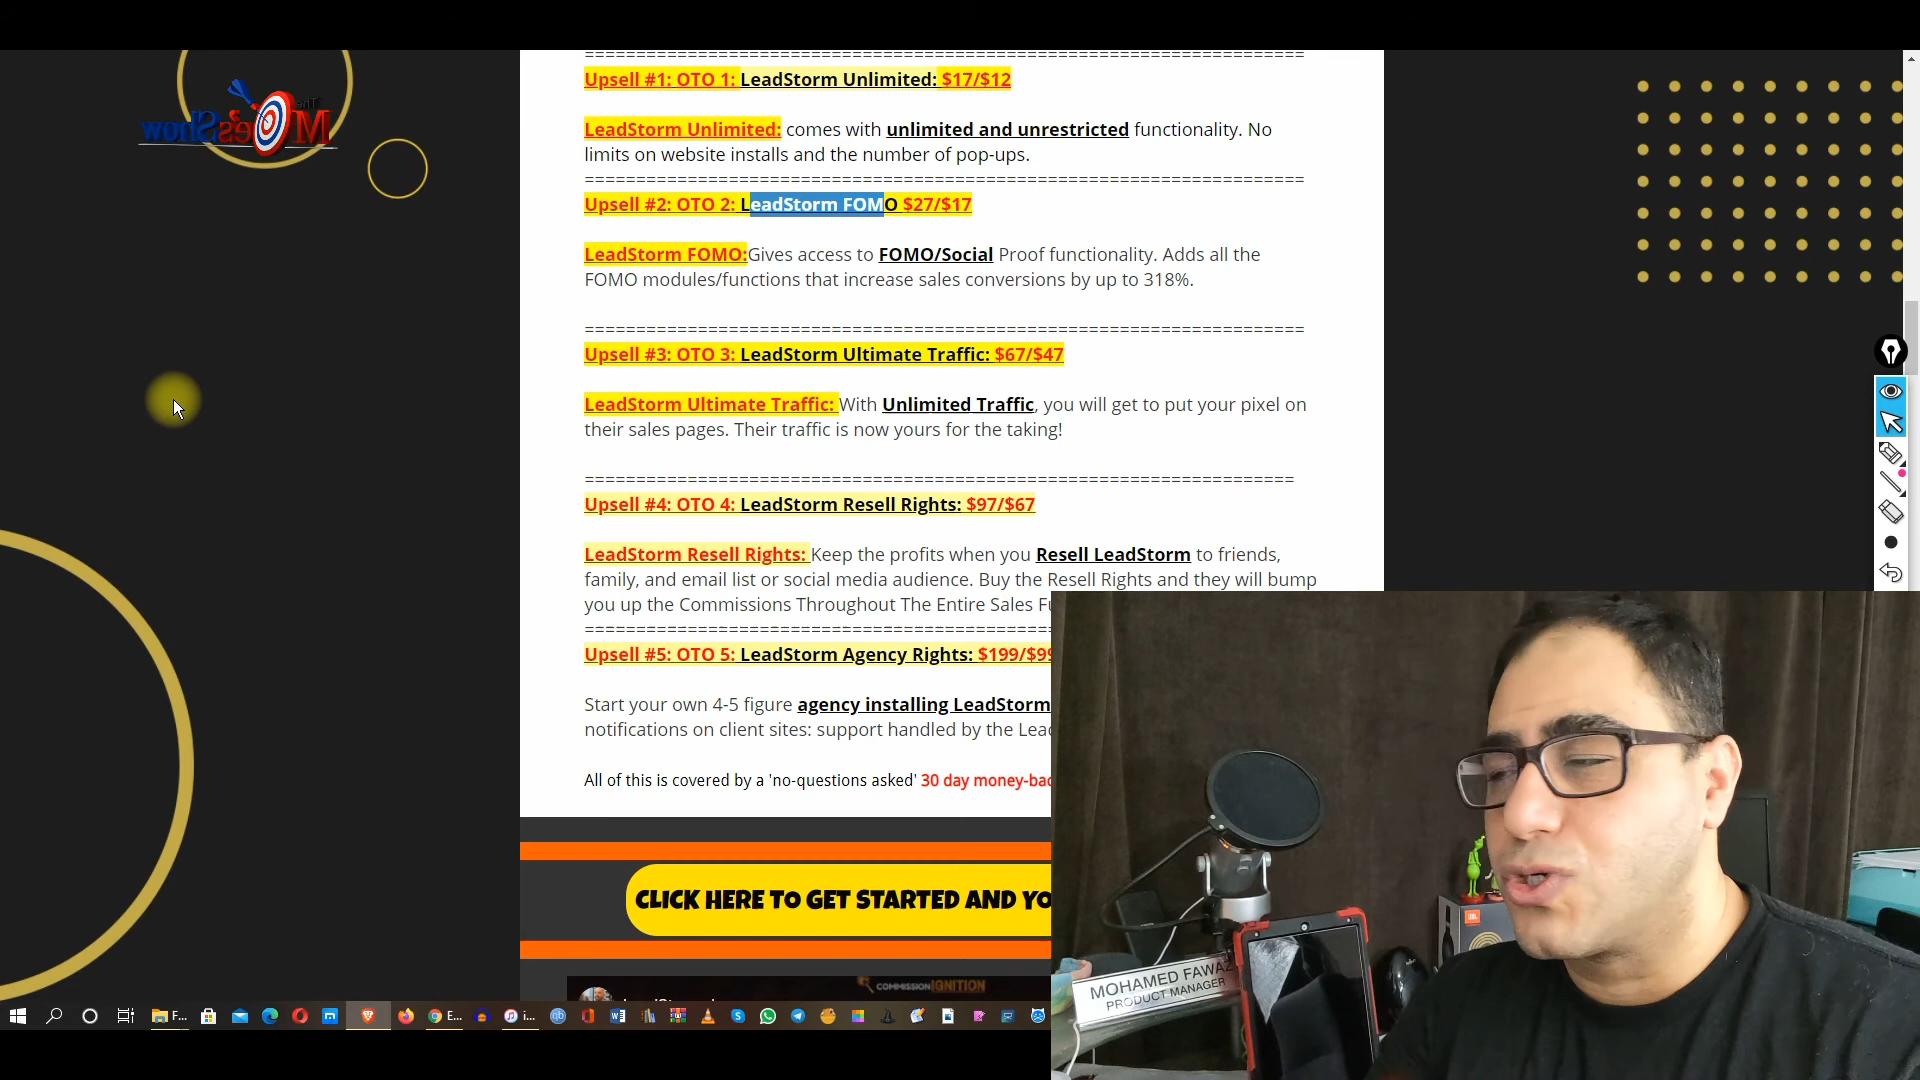 The
Mo'sShow
Upsell #1: OTO 1: LeadStorm Unlimited: $17/$12
LeadStorm Unlimited: comes with unlimited and unrestricted functionality. No
limits on website installs and the number of pop-ups.
Upsell #2: OTO 2: LeadStorm FOMO $27/$17
LeadStorm FOMO:Gives access to FOMO/Social Proof functionality. Adds all the
FOMO modules/functions that increase sales conversions by up to 318%.
Upsell #3: OTO 3: LeadStorm Ultimate Traffic: $67/$47
LeadStorm Ultimate Traffic: With Unlimited Traffic, you will get to put your pixel on
their sales pages. Their traffic is now yours for the taking!
Upsell #4: OTO 4: LeadStorm Resell Rights: $97/$67
LeadStorm Resell Rights: Keep the profits when you Resell LeadStorm to friends,
family, and email list or social media audience. Buy the Resell Rights and they will bump
you up the Commissions Throughout The Entire Sales
Upsell #5: OTO 5: LeadStorm Agency Rights: $199/$99
Start your own 4-5 figure agency installing LeadStorm
notifications on client sites: support handled by the
All of this is covered by a 'no-questions asked' 30 day
CLICK HERE TO GET STARTED AND
COMMISSION IGNITION
MOHAMED FAWAZ
PRODUCT MANAGER
JBL
F...
E...
i...